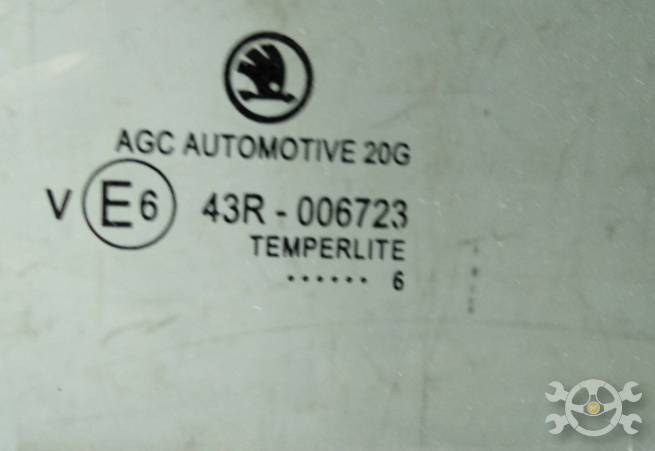 AGC AUTOMOTIVE 20G
V E6 43R - 006723
TEMPERLITE
...... 6